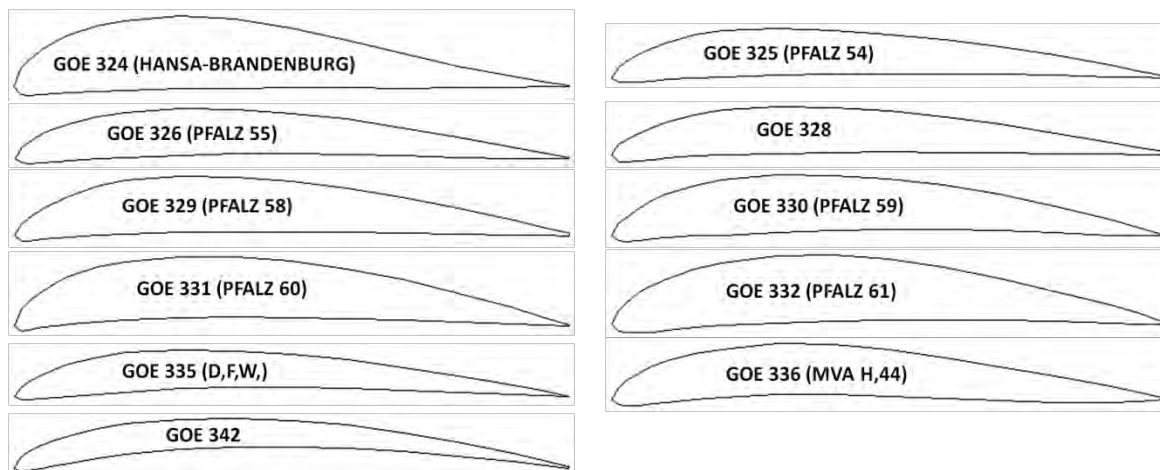 GOE 324 (HANSA-BRANDENBURG)
GOE 325 (PFALZ 54)
GOE 326 (PFALZ 55)
GOE 328
GOE 329 (PFALZ 58)
GOE 330 (PFALZ 59)
GOE 331 (PFALZ 60)
GOE 332 (PFALZ 61)
GOE 335 (D,F,W,)
GOE 336 (MVA H,44)
GOE 342